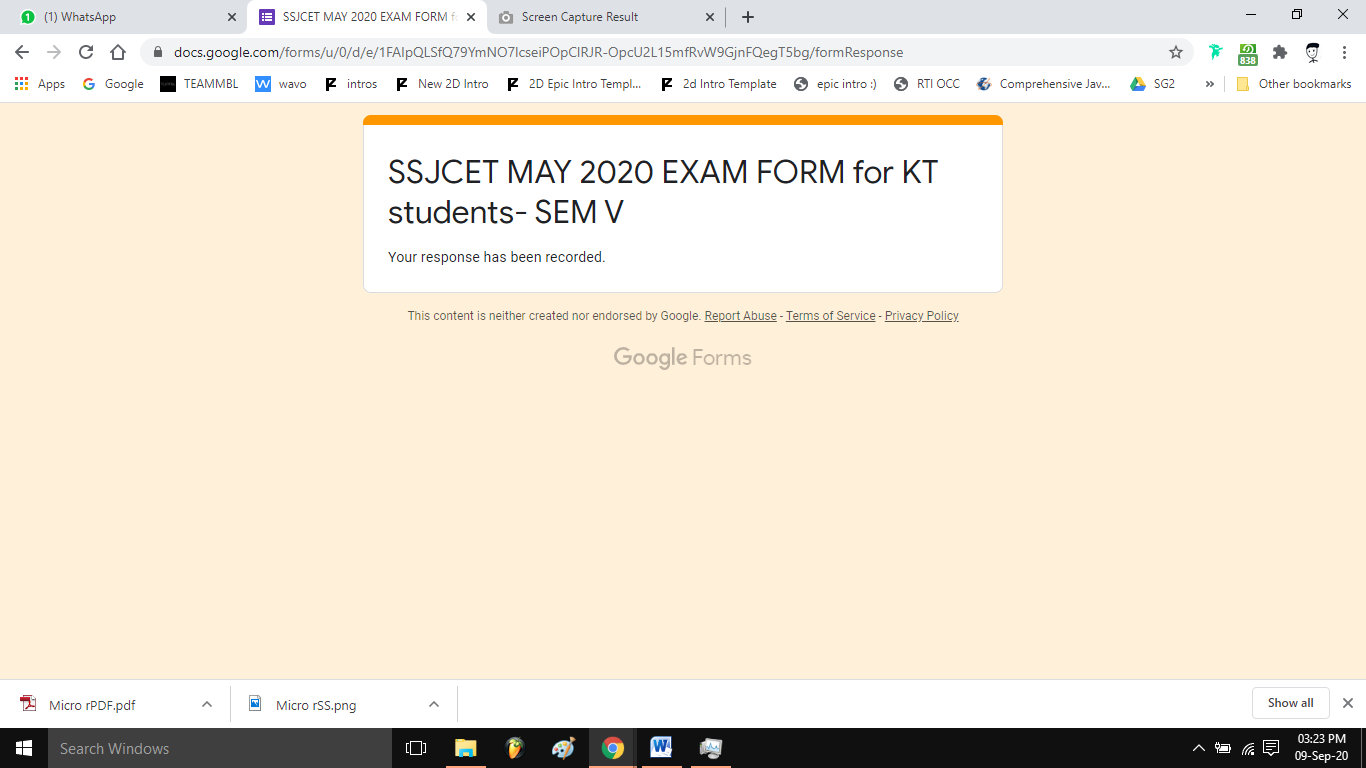 (1) WhatsApp
SSJCET MAY 2020 EXAM FORM f
Screen Capture Result
docs.google.com/forms/u/0/d/e/1FAIpQLSfQ79YmNO7IcseiPOpCIRJR-OpcU2L15mfRvW9GjnFQegT5bg/formResponse
838
Apps
Google
TEAMMBL
wavo
intros
New 2D Intro
2D Epic Intro Templ...
2d Intro Template
epic intro :)
RTI OCC
Comprehensive Jav...
SG2
»
Other bookmarks
SSJCET MAY 2020 EXAM FORM for KT
students- SEM V
Your response has been recorded.
This content is neither created nor endorsed by Google. Report Abuse - Terms of Service - Privacy Policy
Google Forms
Micro rPDF.pdf
Micro rSS.png
Show all
Search Windows
03:23 PM
09-Sep-20